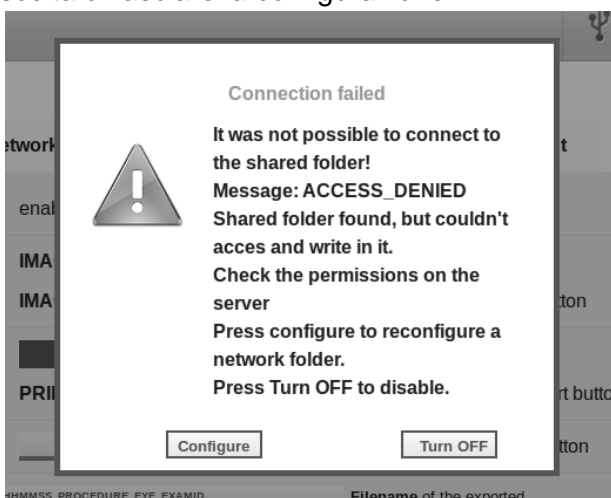 Connection failed
It was not possible to connect to
the shared folder!
Message: ACCESS_DENIED
Shared folder found, but couldn't
acces and write in it.
Check the permissions on the
server
Press configure to reconfigure a
network folder.
Press Turn OFF to disable.
Configure
Turn OFF
etwork
t
enal
IMA
IMA
tton
PRI
rt butto
tton
HHMMSS_PROCEDURE_EYE_EXAMID
Filename of the exported